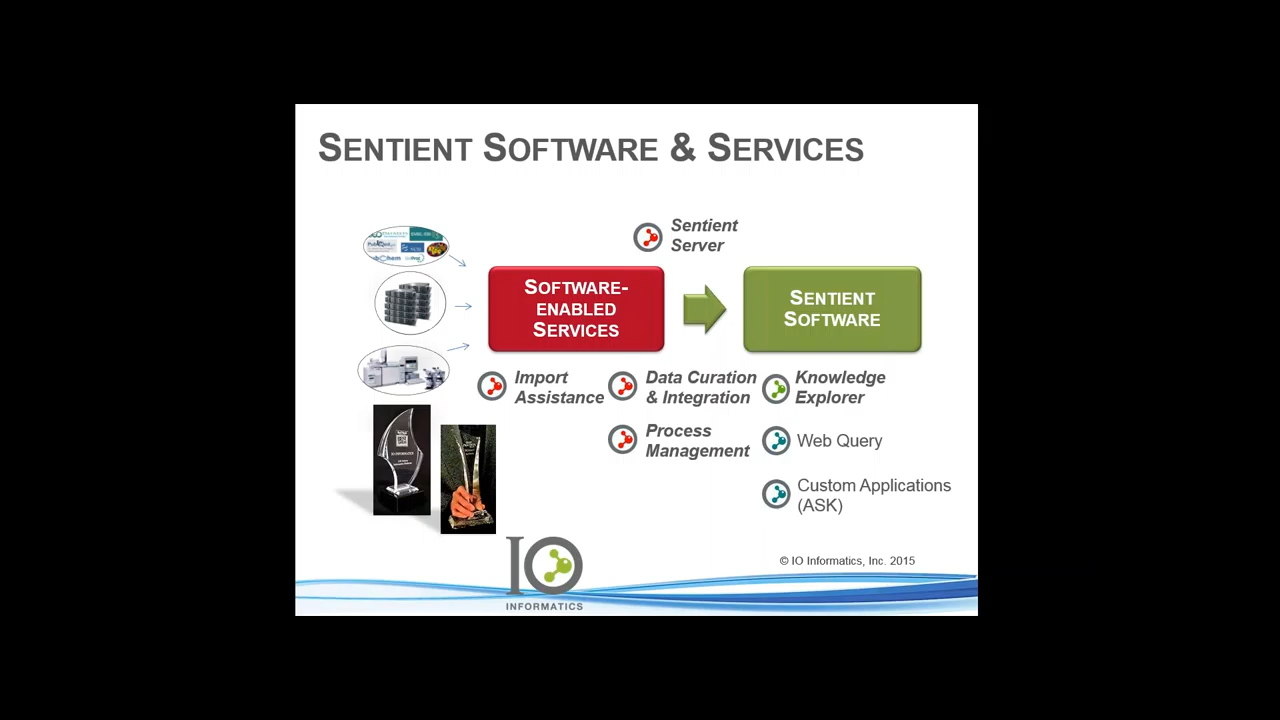 SENTIENT SOFTWARE & SERVICES
Sentient
Server
SOFTWARE-
ENABLED
SERVICES
SENTIENT
SOFTWARE
Import
Assistance
Data Curation
& Integration
Knowledge
Explorer
Process
Management
Web Query
Custom Applications
(ASK)
IO
INFORMATICS
© IO Informatics, Inc. 2015